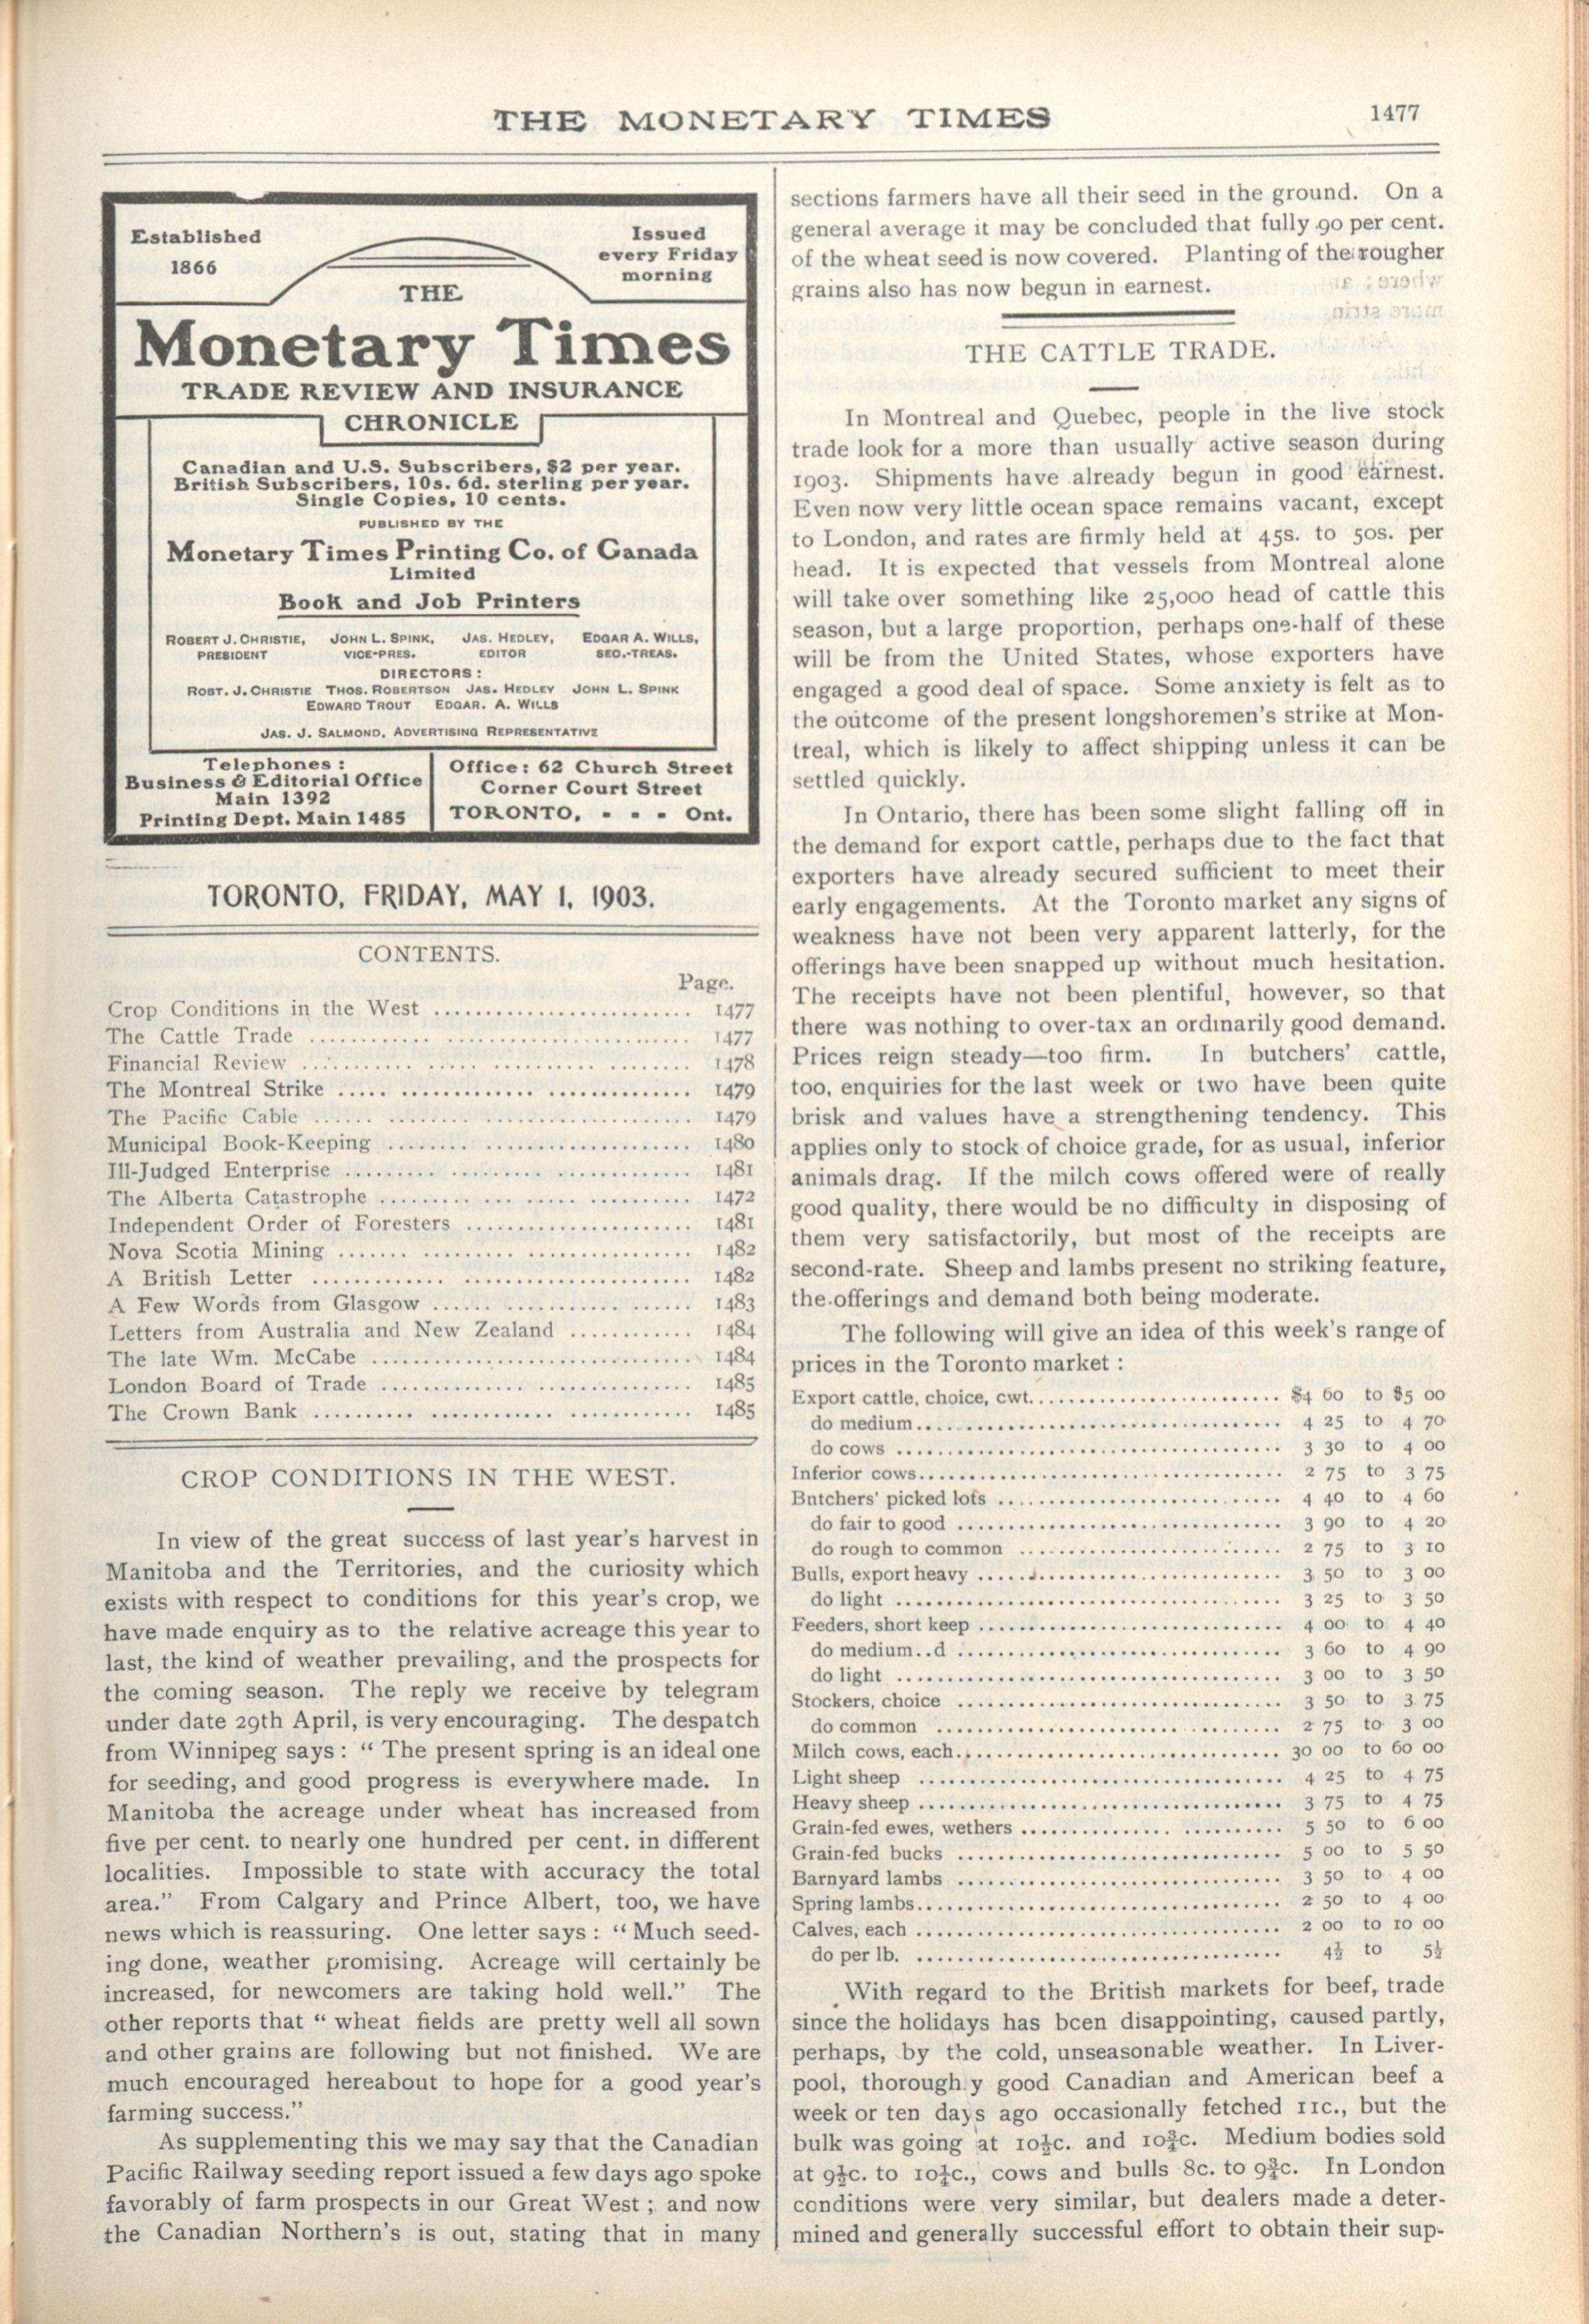 THE MONETARY TIMES
1477
Established
1866
Issued
every Friday
morning
THE
Monetary Times
TRADE REVIEW AND INSURANCE
CHRONICLE
Canadian and U.S. Subscribers, $2 per year.
British Subscribers, 10s. 6d. sterling per year.
Single Copies, 10 cents.
PUBLISHED BY THE
Monetary Times Printing Co. of Canada
Limited
Book and Job Printers
ROBERT J. CHRISTIE, JOHN L. SPINK, JAS. HEDLEY, EDGAR A. WILLS,
PRESIDENT VICE-PRES. EDITOR SEC.-TREAS.
DIRECTORS:
ROBT. J. CHRISTIE THOS. ROBERTSON JAS. HEDLEY JOHN L. SPINK
EDWARD TROUT EDGAR. A. WILLS
JAS. J. SALMOND, ADVERTISING REPRESENTATIVE
Telephones:
Business & Editorial Office
Main 1392
Printing Dept. Main 1485
Office: 62 Church Street
Corner Court Street
TORONTO, - - - Ont.
TORONTO, FRIDAY, MAY 1, 1903.
CONTENTS.
Page.
Crop Conditions in the West ........................ 1477
The Cattle Trade ........................ 1477
Financial Review ........................ 1478
The Montreal Strike ........................ 1479
The Pacific Cable ........................ 1479
Municipal Book-Keeping ........................ 1480
Ill-Judged Enterprise ........................ 1481
The Alberta Catastrophe ........................ 1472
Independent Order of Foresters ........................ 1481
Nova Scotia Mining ........................ 1482
A British Letter ........................ 1482
A Few Words from Glasgow ........................ 1483
Letters from Australia and New Zealand ............ 1484
The late Wm. McCabe ........................ 1484
London Board of Trade ........................ 1485
The Crown Bank ........................ 1485
CROP CONDITIONS IN THE WEST.
In view of the great success of last year's harvest in
Manitoba and the Territories, and the curiosity which
exists with respect to conditions for this year's crop, we
have made enquiry as to the relative acreage this year to
last, the kind of weather prevailing, and the prospects for
the coming season. The reply we receive by telegram
under date 29th April, is very encouraging. The despatch
from Winnipeg says: “ The present spring is an ideal one
for seeding, and good progress is everywhere made. In
Manitoba the acreage under wheat has increased from
five per cent. to nearly one hundred per cent. in different
localities. Impossible to state with accuracy the total
area.” From Calgary and Prince Albert, too, we have
news which is reassuring. One letter says: “ Much seed-
ing done, weather promising. Acreage will certainly be
increased, for newcomers are taking hold well.” The
other reports that “ wheat fields are pretty well all sown
and other grains are following but not finished. We are
much encouraged hereabout to hope for a good year's
farming success.”
As supplementing this we may say that the Canadian
Pacific Railway seeding report issued a few days ago spoke
favorably of farm prospects in our Great West; and now
the Canadian Northern's is out, stating that in many
sections farmers have all their seed in the ground. On a
general average it may be concluded that fully 90 per cent.
of the wheat seed is now covered. Planting of the rougher
grains also has now begun in earnest.
THE CATTLE TRADE.
In Montreal and Quebec, people in the live stock
trade look for a more than usually active season during
1903. Shipments have already begun in good earnest.
Even now very little ocean space remains vacant, except
to London, and rates are firmly held at 45s. to 50s. per
head. It is expected that vessels from Montreal alone
will take over something like 25,000 head of cattle this
season, but a large proportion, perhaps one-half of these
will be from the United States, whose exporters have
engaged a good deal of space. Some anxiety is felt as to
the outcome of the present longshoremen's strike at Mon-
treal, which is likely to affect shipping unless it can be
settled quickly.
In Ontario, there has been some slight falling off in
the demand for export cattle, perhaps due to the fact that
exporters have already secured sufficient to meet their
early engagements. At the Toronto market any signs of
weakness have not been very apparent latterly, for the
offerings have been snapped up without much hesitation.
The receipts have not been plentiful, however, so that
there was nothing to over-tax an ordinarily good demand.
Prices reign steady—too firm. In butchers' cattle,
too, enquiries for the last week or two have been quite
brisk and values have a strengthening tendency. This
applies only to stock of choice grade, for as usual, inferior
animals drag. If the milch cows offered were of really
good quality, there would be no difficulty in disposing of
them very satisfactorily, but most of the receipts are
second-rate. Sheep and lambs present no striking feature,
the offerings and demand both being moderate.
The following will give an idea of this week's range of
prices in the Toronto market:
Export cattle, choice, cwt........................ $4 60 to $5 00
do medium........................ 4 25 to 4 70
do cows ........................ 3 30 to 4 00
Inferior cows........................ 2 75 to 3 75
Bntchers' picked lots ........................ 4 40 to 4 60
do fair to good ........................ 3 90 to 4 20
do rough to common ........................ 2 75 to 3 10
Bulls, export heavy ........................ 3 50 to 3 00
do light ........................ 3 25 to 3 50
Feeders, short keep ........................ 4 00 to 4 40
do medium..d ........................ 3 60 to 4 90
do light ........................ 3 00 to 3 50
Stockers, choice ........................ 3 50 to 3 75
do common ........................ 2 75 to 3 00
Milch cows, each........................ 30 00 to 60 00
Light sheep ........................ 4 25 to 4 75
Heavy sheep ........................ 3 75 to 4 75
Grain-fed ewes, wethers ........................ 5 50 to 6 00
Grain-fed bucks ........................ 5 00 to 5 50
Barnyard lambs ........................ 3 50 to 4 00
Spring lambs........................ 2 50 to 4 00
Calves, each ........................ 2 00 to 10 00
do per lb. ........................ 4½ to 5½
With regard to the British markets for beef, trade
since the holidays has been disappointing, caused partly,
perhaps, by the cold, unseasonable weather. In Liver-
pool, thorough y good Canadian and American beef a
week or ten days ago occasionally fetched 11c., but the
bulk was going at 10½c. and 10¾c. Medium bodies sold
at 9½c. to 10¼c., cows and bulls 8c. to 9¾c. In London
conditions were very similar, but dealers made a deter-
mined and generally successful effort to obtain their sup-